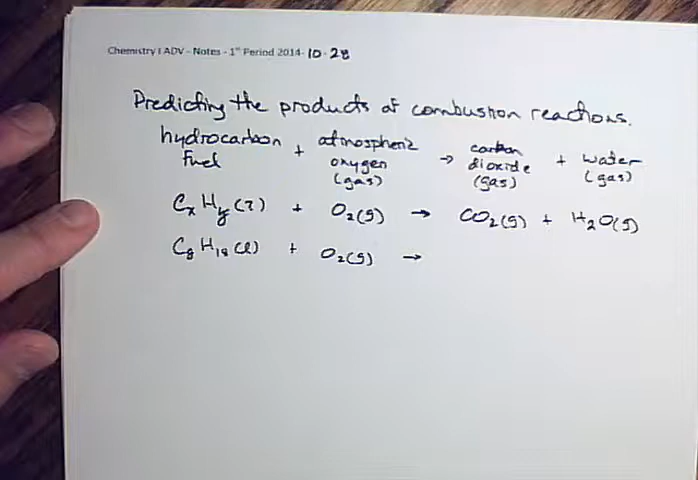 Chemistry I ADV - Notes - 1st Period 2014- 10 - 28
Predicting the products of combustion reactions.
hydrocarbon fuel + atmospheric oxygen (gas) → carbon dioxide (gas) + water (gas)
CxHy(?) + O2(g) → CO2(g) + H2O(g)
C8H18(l) + O2(g) →